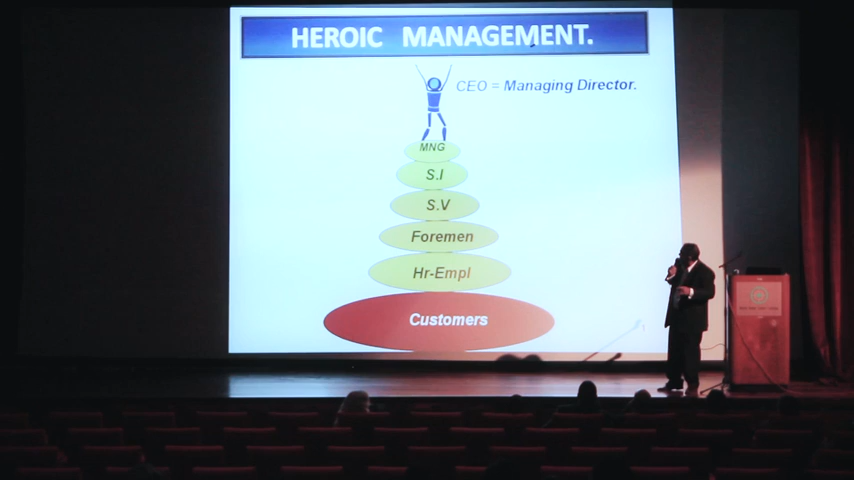 HEROIC MANAGEMENT.
CEO = Managing Director.
MNG
S.I
S.V
Foremen
Hr-Empl
Customers